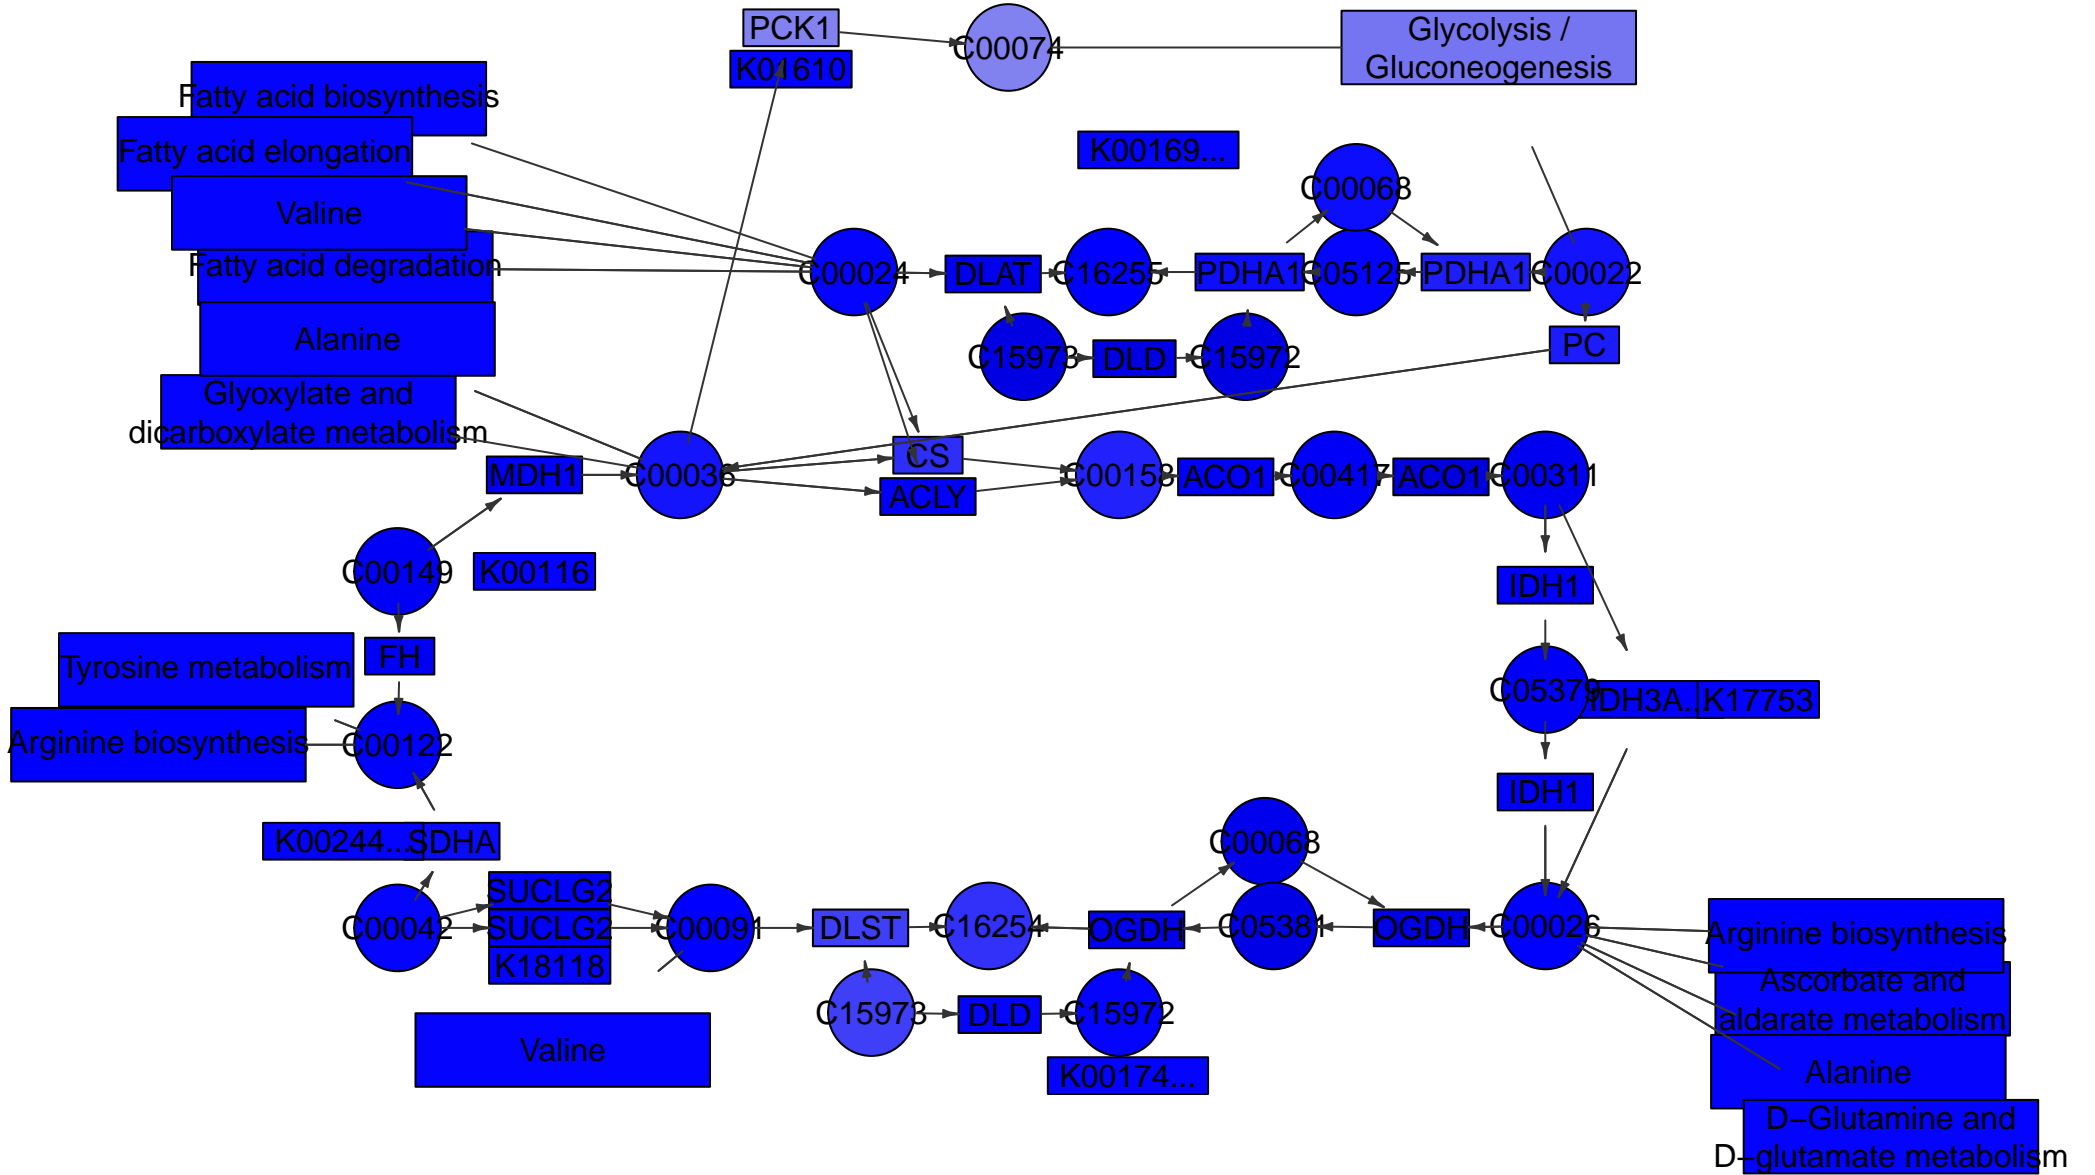 PCK1
C00074
Glycolysis /
Gluconeogenesis
K01610
Fatty acid biosynthesis
Fatty acid elongation
K00169...
C00068
Valine
Fatty acid degradation
C00024
DLAT
C16255
PDHA1
C05125
PDHA1
C00022
Alanine
C15973
DLD
C15972
PC
Glyoxylate and
dicarboxylate metabolism
MDH1
C00036
CS
ACLY
C00158
ACO1
C00417
ACO1
C00311
C00149
K00116
IDH1
FH
Tyrosine metabolism
C05379
IDH3A...
K17753
Arginine biosynthesis
C00122
IDH1
K00244...
SDHA
C00068
SUCLG2
C00042
SUCLG2
K18118
C00091
DLST
C16254
OGDH
C05381
OGDH
C00026
Arginine biosynthesis
Ascorbate and
aldarate metabolism
C15973
DLD
C15972
Valine
K00174...
Alanine
D−Glutamine and
D−glutamate metabolism